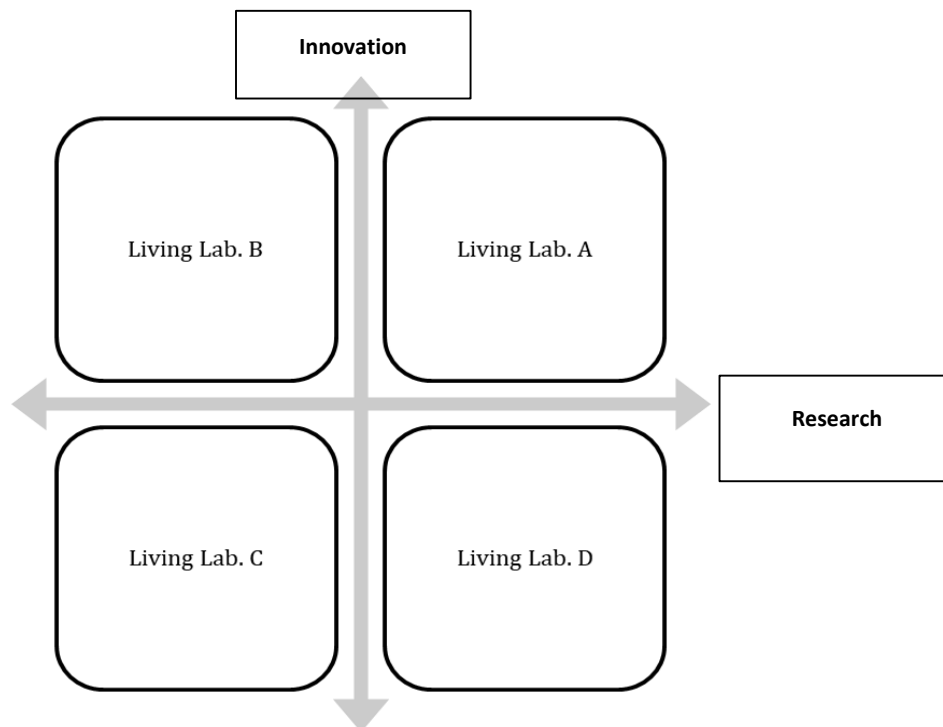 Innovation
Living Lab. B
Living Lab. A
Research
Living Lab. C
Living Lab. D